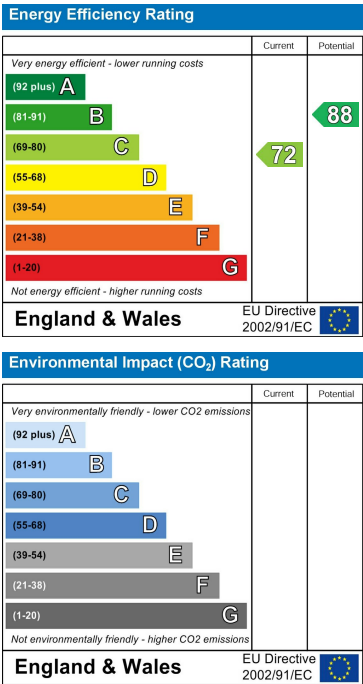 Energy Efficiency Rating
Current Potential
Very energy efficient - lower running costs
(92 plus) A
(81-91) B
88
(69-80) C
72
(55-68) D
(39-54) E
(21-38) F
(1-20) G
Not energy efficient - higher running costs
England & Wales
EU Directive
2002/91/EC
Environmental Impact (CO₂) Rating
Current Potential
Very environmentally friendly - lower CO2 emissions
(92 plus) A
(81-91) B
(69-80) C
(55-68) D
(39-54) E
(21-38) F
(1-20) G
Not environmentally friendly - higher CO2 emissions
England & Wales
EU Directive
2002/91/EC